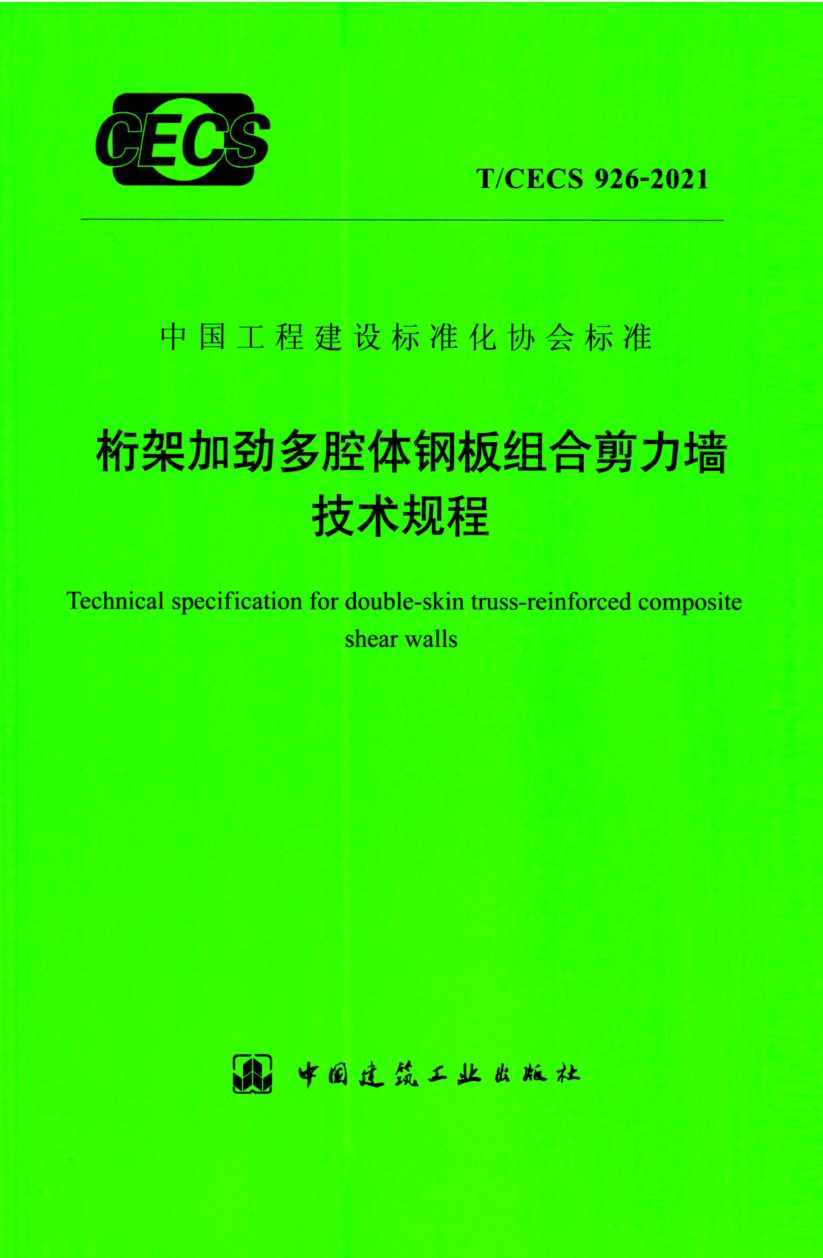 CECS
T/CECS 926-2021
中国工程建设标准化协会标准
桁架加劲多腔体钢板组合剪力墙
技术规程
Technical specification for double-skin truss-reinforced composite
shear walls
中国建筑工业出版社